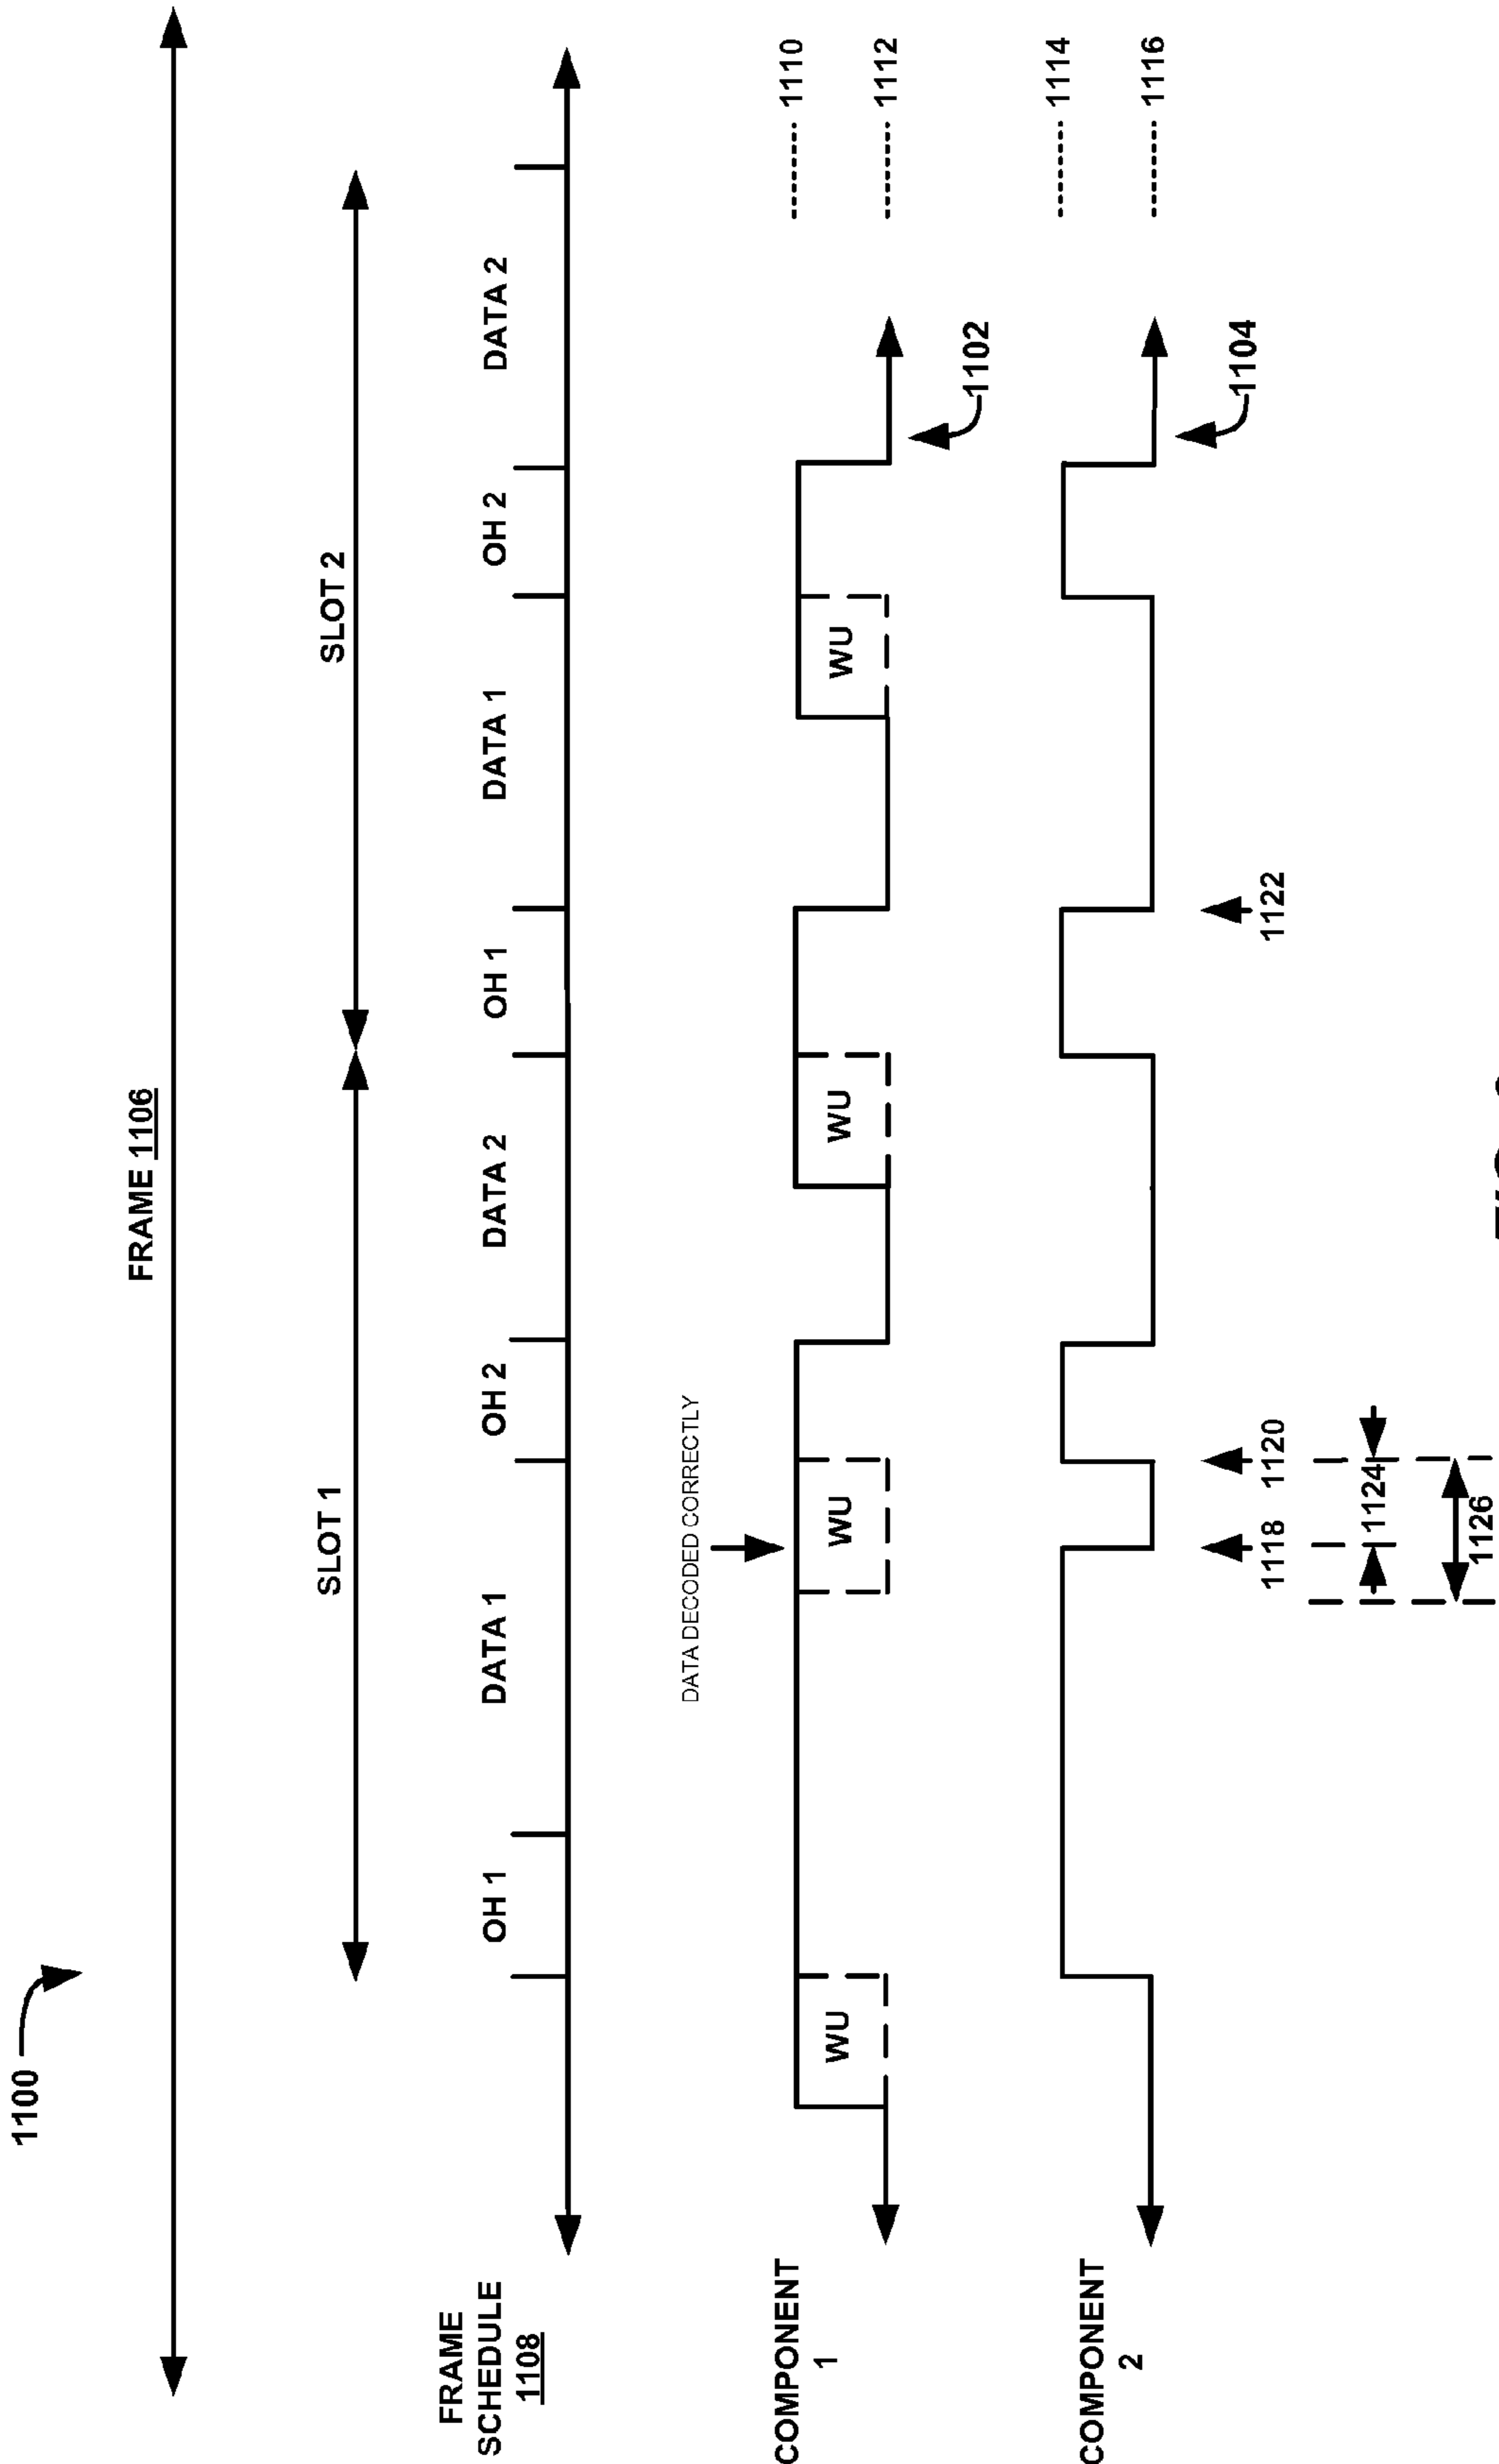 1100
FRAME 1106
SLOT 1
SLOT 2
FRAME
SCHEDULE
1108
OH 1
DATA 1
OH 2
DATA 2
OH 1
DATA 1
OH 2
DATA 2
DATA DECODED CORRECTLY
COMPONENT
1
WU
WU
WU
WU
1110
1112
1102
COMPONENT
2
1114
1116
1104
1118
1120
1122
1124
1126